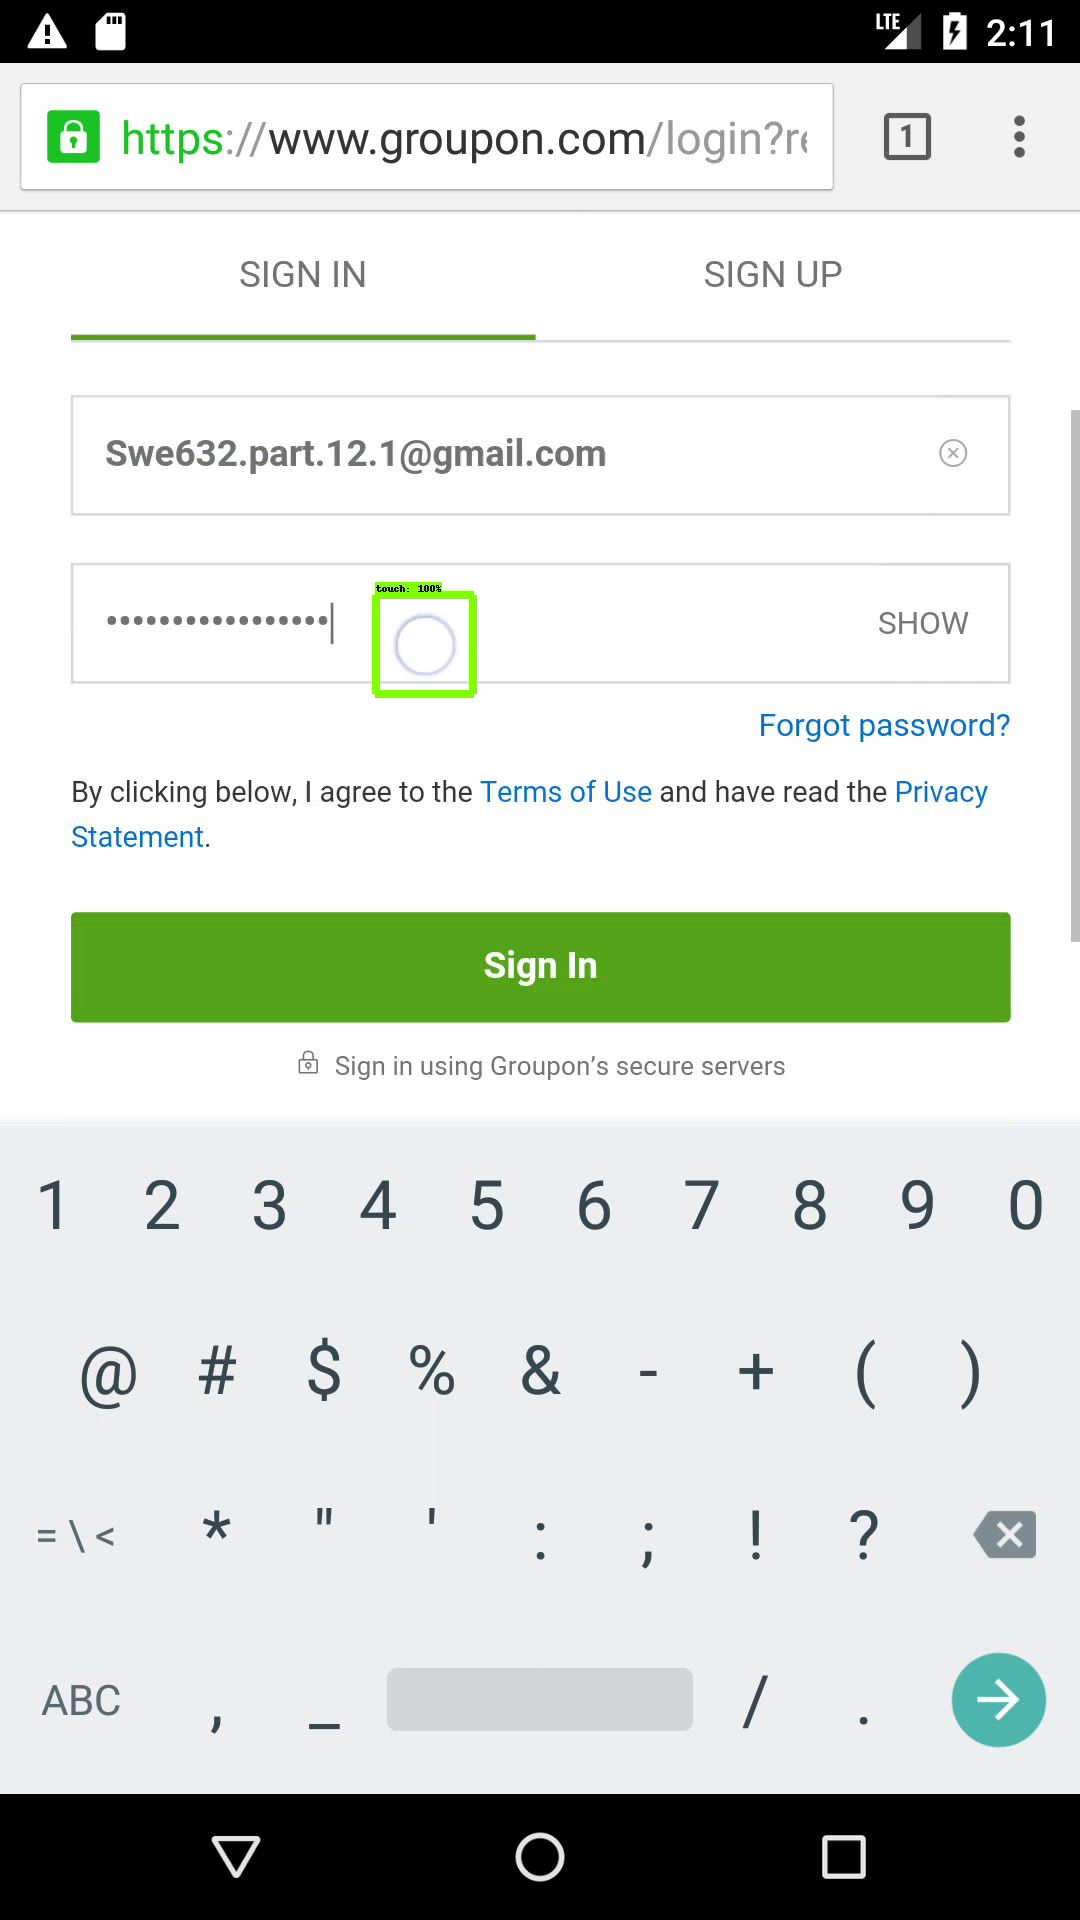 LTE 2:11
https://www.groupon.com/login?re
1
SIGN IN SIGN UP
Swe632.part.12.1@gmail.com
touch: 100%
•••••••••••••••••
SHOW
Forgot password?
By clicking below, I agree to the Terms of Use and have read the Privacy
Statement.
Sign In
Sign in using Groupon’s secure servers
1 2 3 4 5 6 7 8 9 0
@ # $ % & - + ( )
= \ < * " ' : ; ! ?
ABC , _ / .